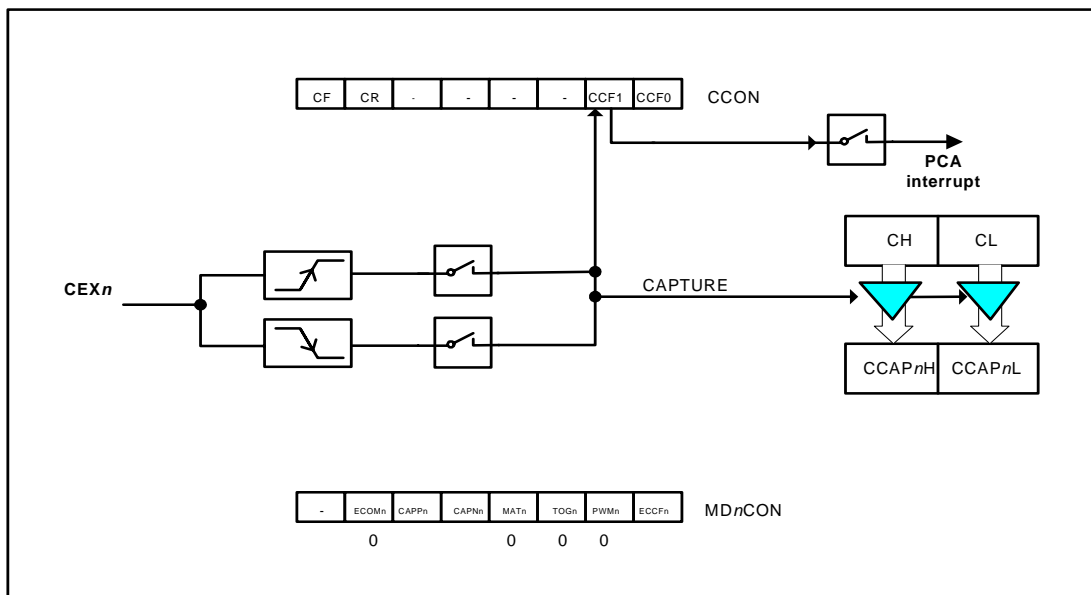 CF CR - - - - CCF1 CCF0 CCON
PCA
interrupt
CH CL
CEXn
CAPTURE
CCAPnH CCAPnL
- ECOMn CAPPn CAPNn MATn TOGn PWMn ECCFn MDnCON
0 0 0 0